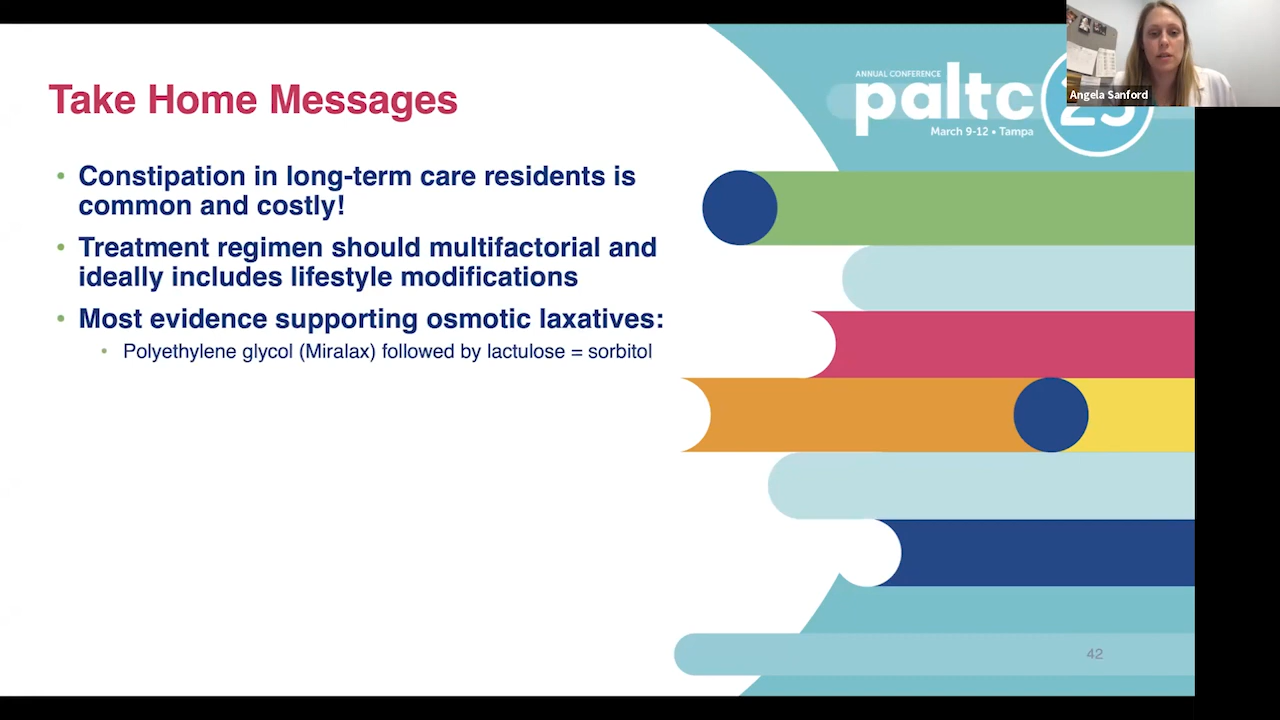 Take Home Messages
Constipation in long-term care residents is
common and costly!
Treatment regimen should multifactorial and
ideally includes lifestyle modifications
Most evidence supporting osmotic laxatives:
Polyethylene glycol (Miralax) followed by lactulose = sorbitol
ANNUAL CONFERENCE
paltc 23
March 9-12 • Tampa
Angela Sanford
42